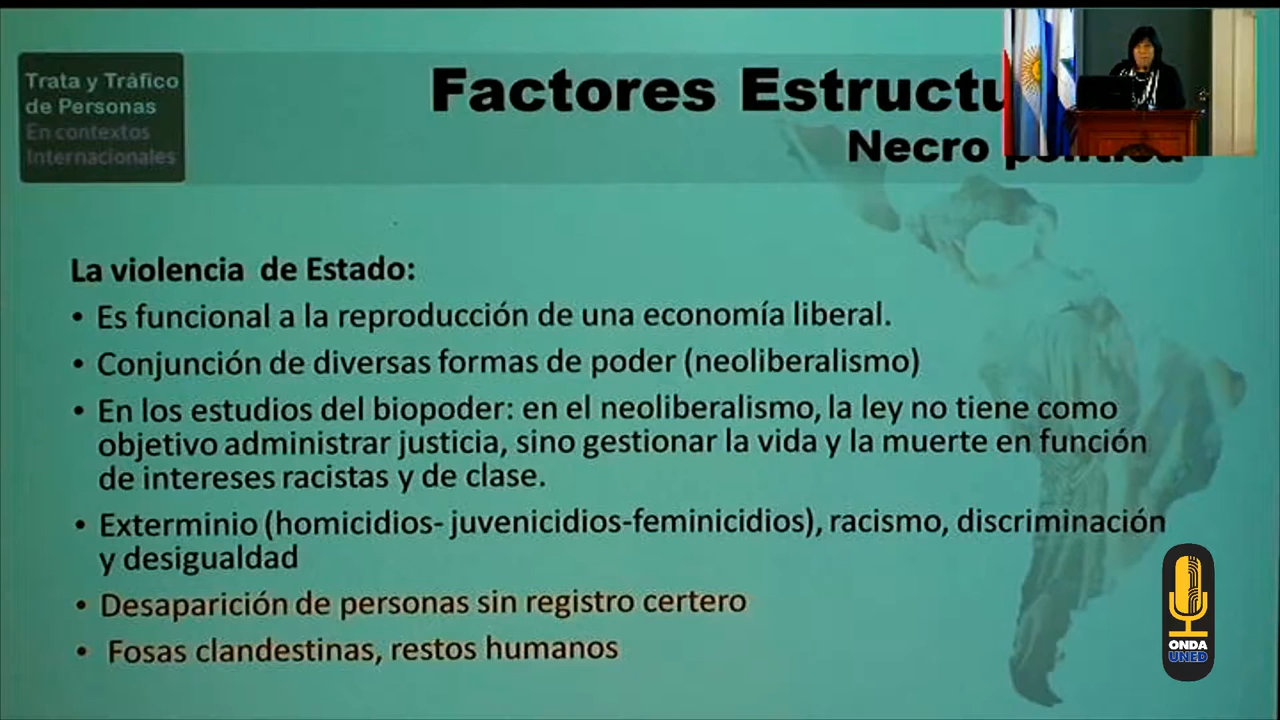 Trata y Tráfico
de Personas
En contextos
Internacionales
Factores Estructu
Necro política
La violencia de Estado:
• Es funcional a la reproducción de una economía liberal.
• Conjunción de diversas formas de poder (neoliberalismo)
• En los estudios del biopoder: en el neoliberalismo, la ley no tiene como
objetivo administrar justicia, sino gestionar la vida y la muerte en función
de intereses racistas y de clase.
• Exterminio (homicidios- juvenicidios-feminicidios), racismo, discriminación
y desigualdad
• Desaparición de personas sin registro certero
• Fosas clandestinas, restos humanos
ONDA
UNED